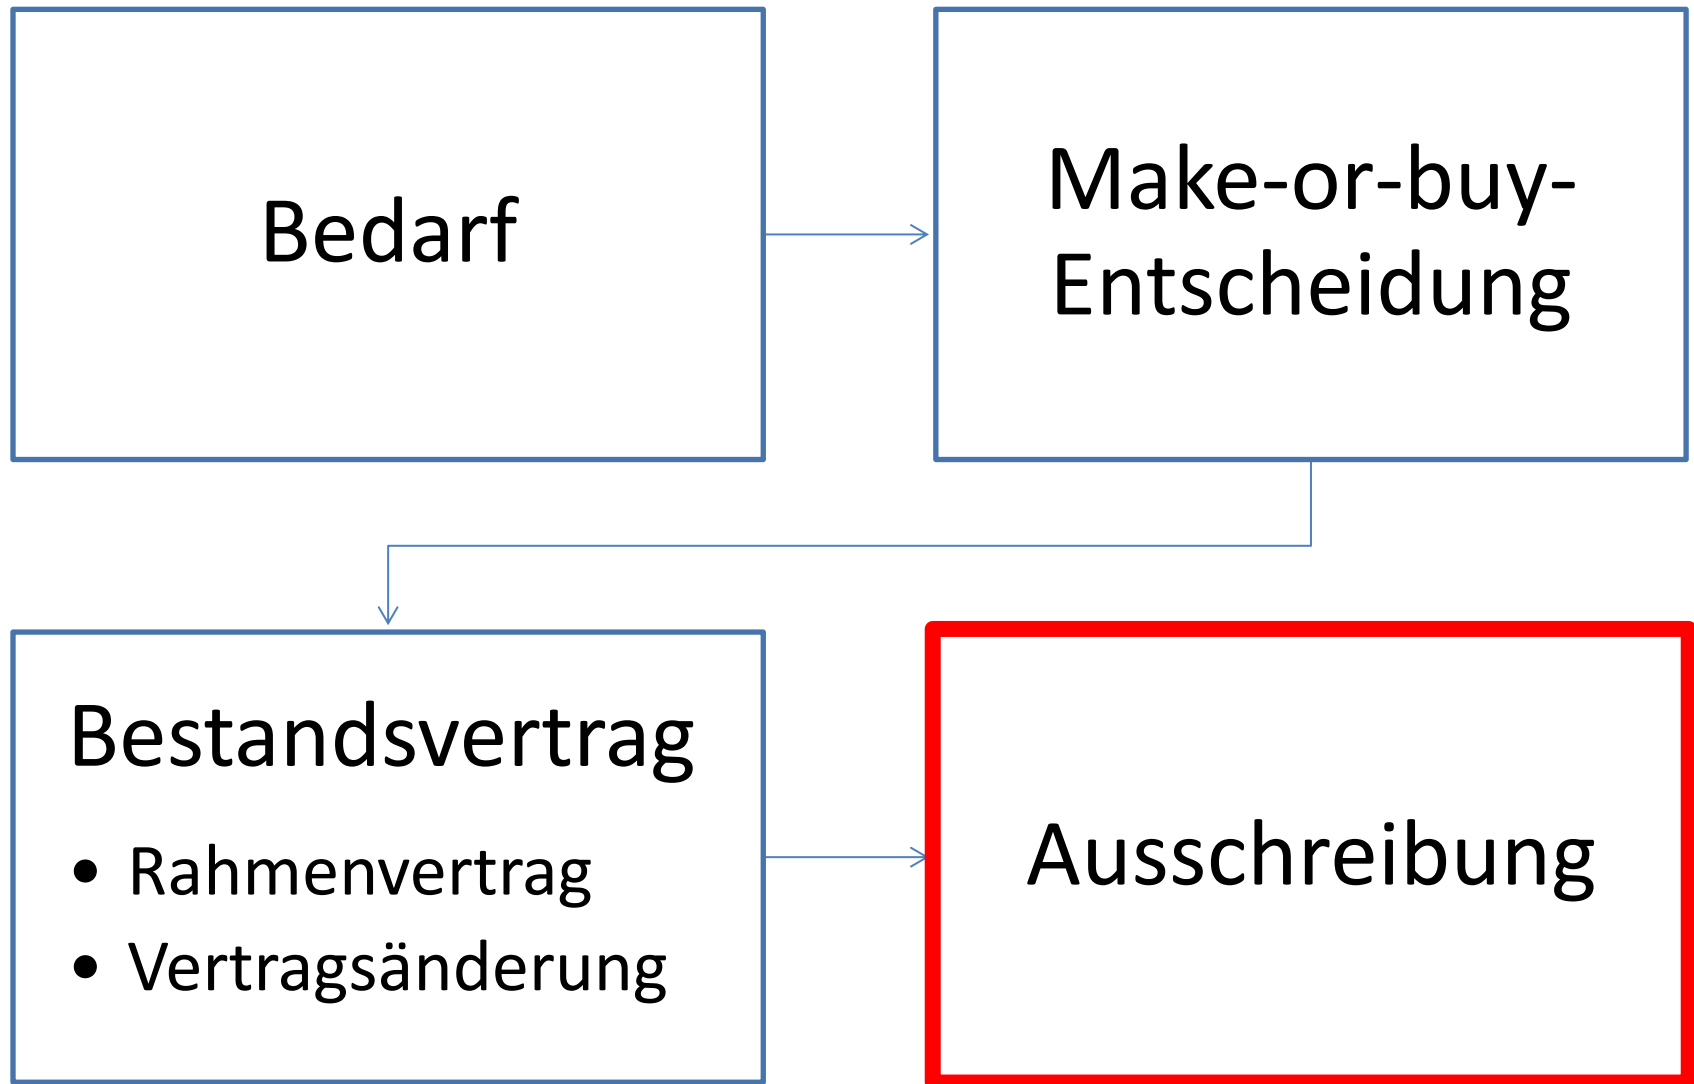 Bedarf
Make-or-buy-
Entscheidung
Bestandsvertrag
• Rahmenvertrag
• Vertragsänderung
Ausschreibung